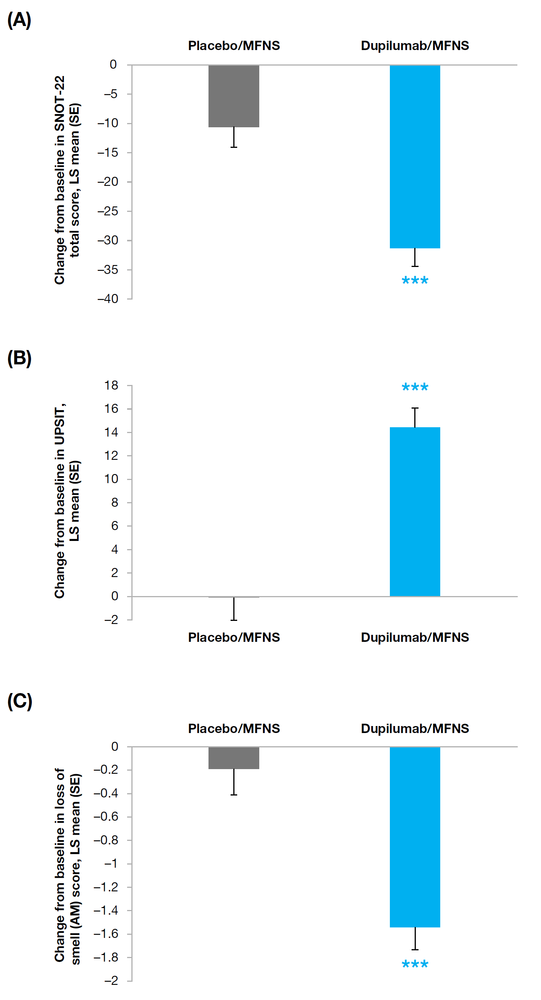 (A)
Placebo/MFNS Dupilumab/MFNS
Change from baseline in SNOT-22
total score, LS mean (SE)
0
–5
–10
–15
–20
–25
–30
–35
–40
***
(B)
Change from baseline in UPSIT,
LS mean (SE)
***
18
16
14
12
10
8
6
4
2
0
–2
Placebo/MFNS Dupilumab/MFNS
(C)
Placebo/MFNS Dupilumab/MFNS
Change from baseline in loss of
smell (AM) score, LS mean (SE)
0
–0.2
–0.4
–0.6
–0.8
–1
–1.2
–1.4
–1.6
–1.8
–2
***